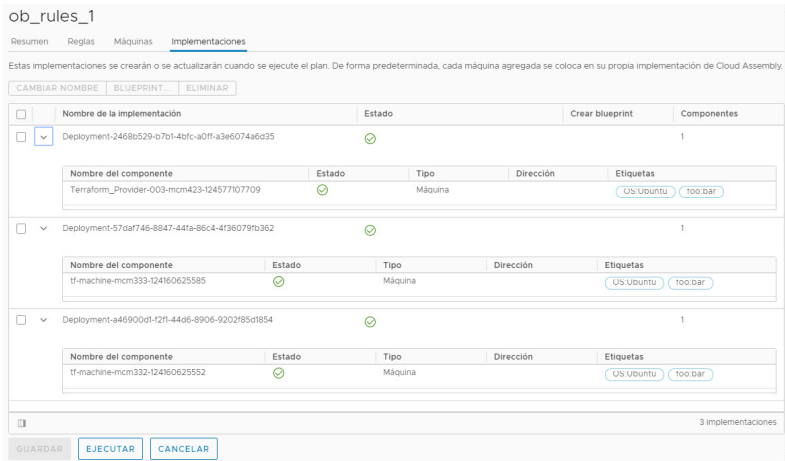 ob_rules_1
Resumen Reglas Máquinas Implementaciones
Estas implementaciones se crearán o se actualizarán cuando se ejecute el plan. De forma predeterminada, cada máquina agregada se coloca en su propia implementación de Cloud Assembly.
CAMBIAR NOMBRE BLUEPRINT... ELIMINAR
Nombre de la implementación Estado Crear blueprint Componentes
Deployment-2468b529-b7b1-4bfc-a0ff-a3e6074a6d35 1
Nombre del componente Estado Tipo Dirección Etiquetas
Terraform_Provider-003-mcm423-124577107709 Máquina OS:Ubuntu foo:bar
Deployment-57daf746-8847-44fa-86c4-4f36079fb362 1
Nombre del componente Estado Tipo Dirección Etiquetas
tf-machine-mcm333-124160625585 Máquina OS:Ubuntu foo:bar
Deployment-a46900d1-f2f1-44d6-8906-9202f85d1854 1
Nombre del componente Estado Tipo Dirección Etiquetas
tf-machine-mcm332-124160625552 Máquina OS:Ubuntu foo:bar
3 implementaciones
GUARDAR EJECUTAR CANCELAR